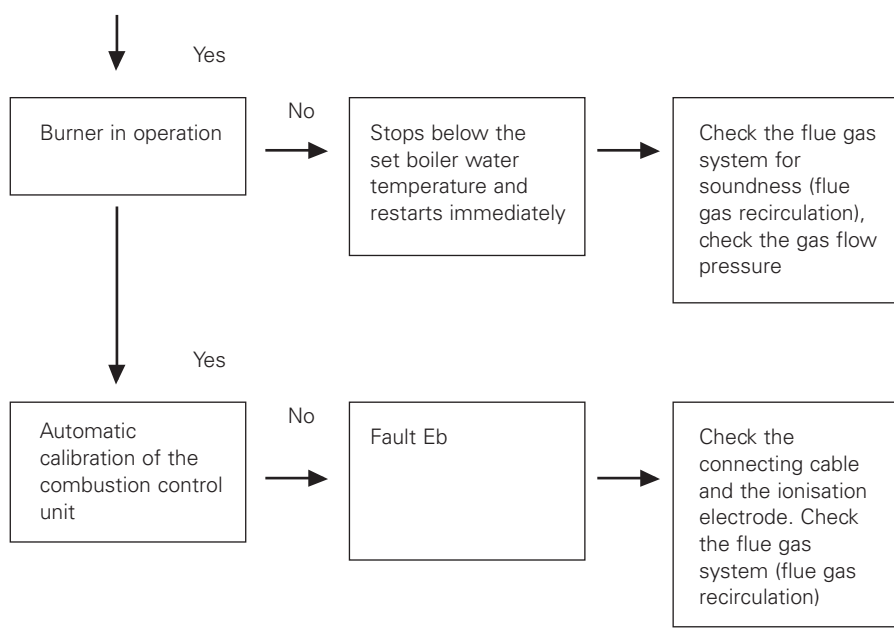 Yes
Burner in operation
No
Stops below the
set boiler water
temperature and
restarts immediately
Check the flue gas
system for
soundness (flue
gas recirculation),
check the gas flow
pressure
Yes
Automatic
calibration of the
combustion control
unit
No
Fault Eb
Check the
connecting cable
and the ionisation
electrode. Check
the flue gas
system (flue gas
recirculation)